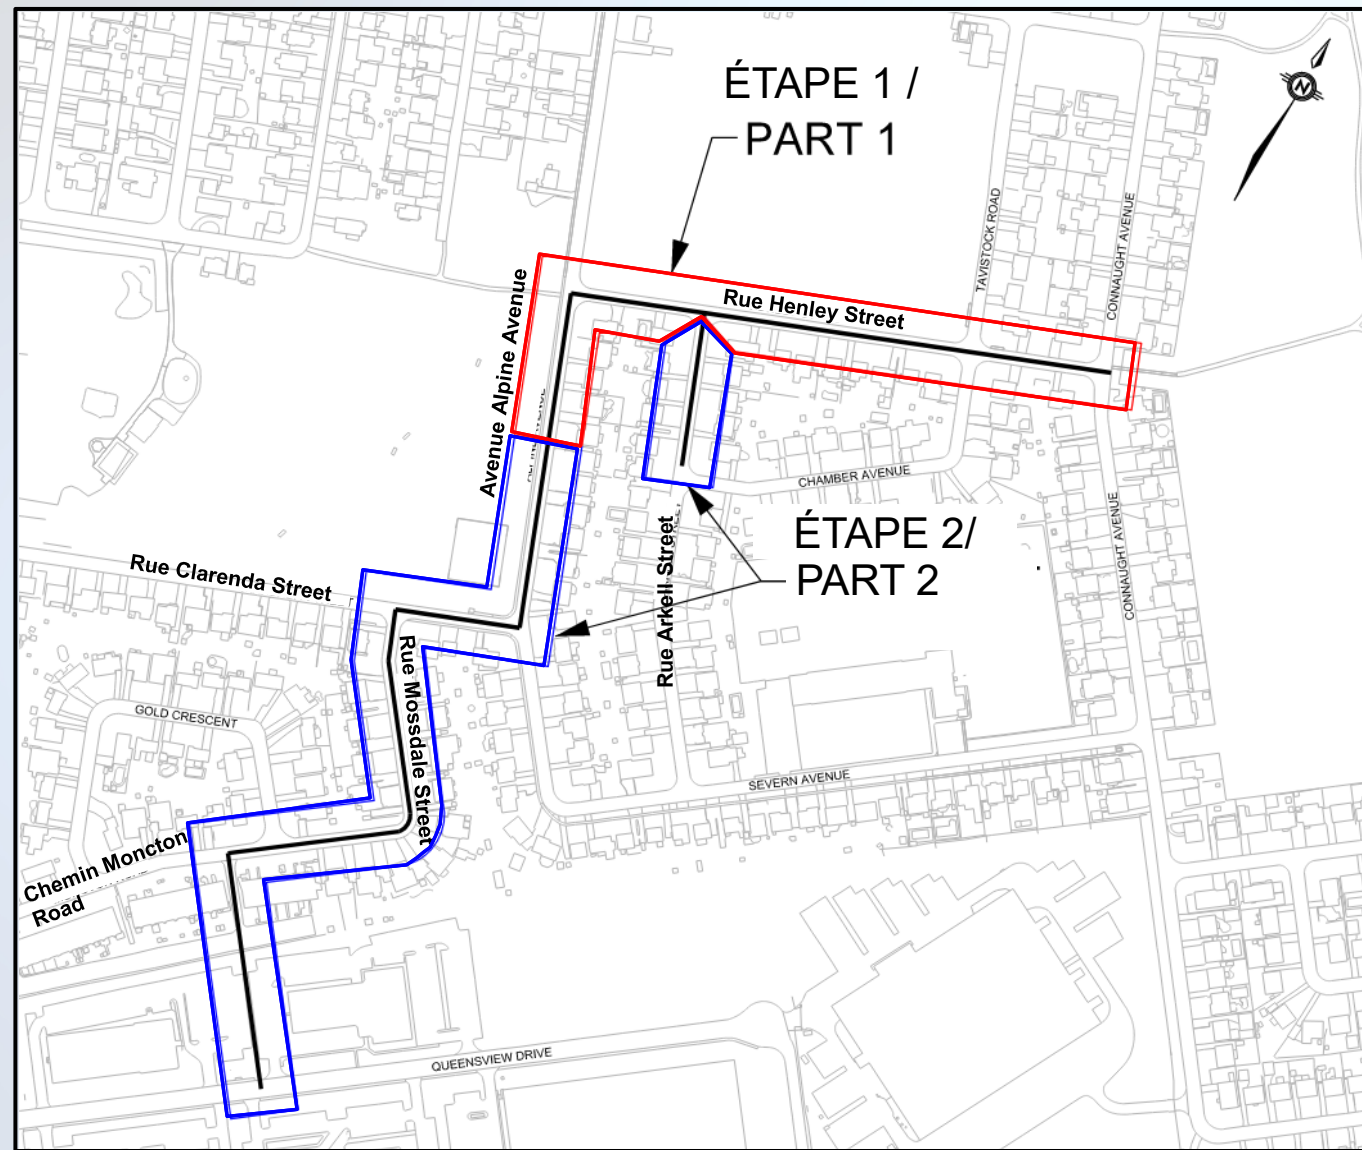 ÉTAPE 1 /
PART 1
N
TAVISTOCK ROAD
CONNAUGHT AVENUE
Rue Henley Street
Avenue Alpine Avenue
CHAMBER AVENUE
ÉTAPE 2/
PART 2
Rue Arkell Street
CONNAUGHT AVENUE
Rue Clarenda Street
Rue Mossdale Street
GOLD CRESCENT
SEVERN AVENUE
Chemin Moncton
Road
QUEENSVIEW DRIVE